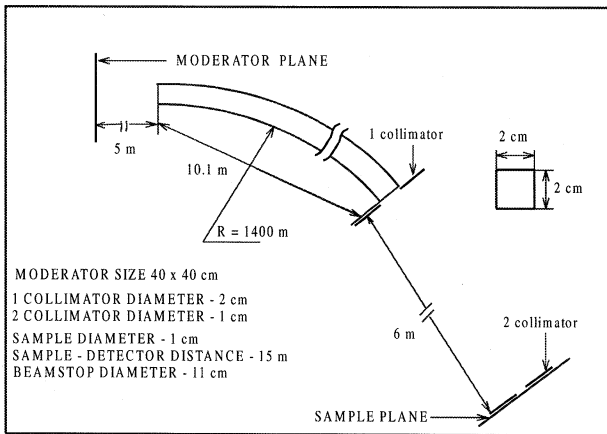 MODERATOR PLANE
5 m
10.1 m
1 collimator
2 cm
2 cm
R = 1400 m
MODERATOR SIZE 40 x 40 cm
1 COLLIMATOR DIAMETER - 2 cm
2 COLLIMATOR DIAMETER - 1 cm
SAMPLE DIAMETER - 1 cm
SAMPLE - DETECTOR DISTANCE - 15 m
BEAMSTOP DIAMETER - 11 cm
6 m
2 collimator
SAMPLE PLANE